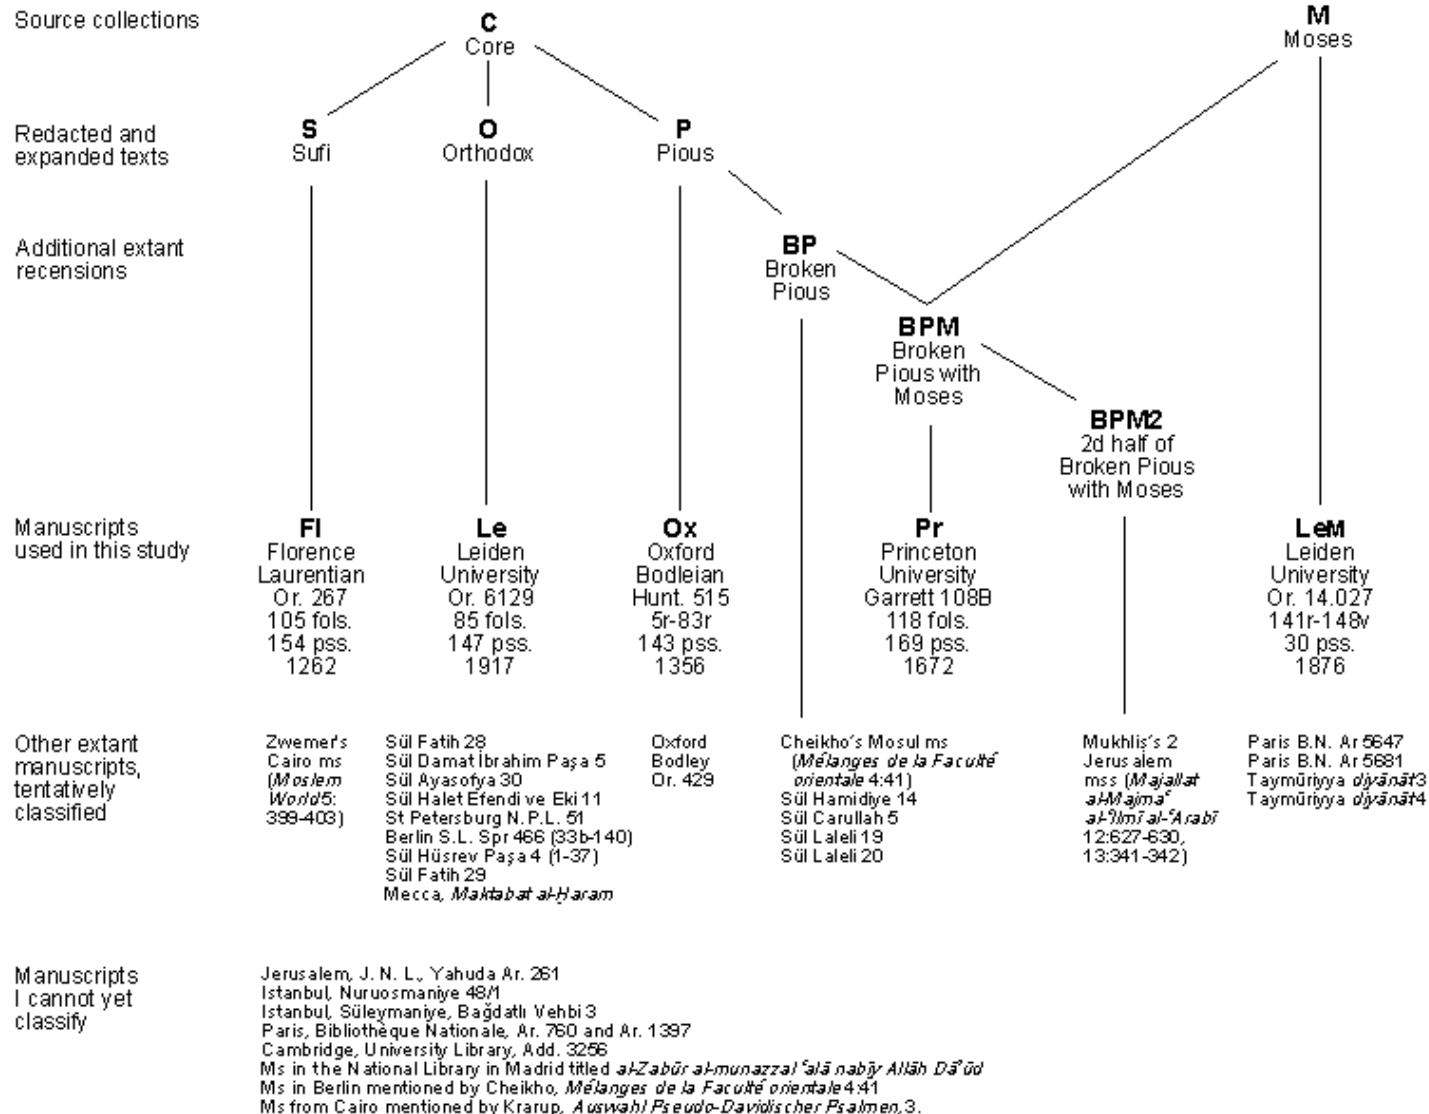 Source collections
C
Core
M
Moses
Redacted and
expanded texts
S
Sufi
O
Orthodox
P
Pious
Additional extant
recensions
BP
Broken
Pious
BPM
Broken
Pious with
Moses
BPM2
2d half of
Broken Pious
with Moses
Manuscripts
used in this study
Fl
Florence
Laurentian
Or. 267
105 fols.
154 pss.
1262
Le
Leiden
University
Or. 6129
85 fols.
147 pss.
1917
Ox
Oxford
Bodleian
Hunt. 515
5r-83r
143 pss.
1356
Pr
Princeton
University
Garrett 108B
118 fols.
169 pss.
1672
LeM
Leiden
University
Or. 14.027
141r-148v
30 pss.
1876
Other extant
manuscripts,
tentatively
classified
Zwemer's
Cairo ms
(Moslem
World 5:
399-403)
Sül Fatih 28
Sül Damat İbrahim Paşa 5
Sül Ayasofya 30
Sül Halet Efendi ve Eki 11
St Petersburg N.P.L. 51
Berlin S.L. Spr 466 (33b-140)
Sül Hüsrev Paşa 4 (1-37)
Sül Fatih 29
Mecca, Maktabat al-Ḥaram
Oxford
Bodley
Or. 429
Cheikho's Mosul ms
(Mélanges de la Faculté
orientale 4:41)
Sül Hamidiye 14
Sül Carullah 5
Sül Laleli 19
Sül Laleli 20
Mukhliṣ's 2
Jerusalem
mss (Majallat
al-Majmaʿ
al-ʿIlmī al-ʿArabī
12:627-630,
13:341-342)
Paris B.N. Ar 5647
Paris B.N. Ar 5681
Taymūriyya diyānāt 3
Taymūriyya diyānāt 4
Manuscripts
I cannot yet
classify
Jerusalem, J. N. L., Yahuda Ar. 261
Istanbul, Nuruosmaniye 48/1
Istanbul, Süleymaniye, Bağdatlı Vehbi 3
Paris, Bibliothèque Nationale, Ar. 760 and Ar. 1397
Cambridge, University Library, Add. 3256
Ms in the National Library in Madrid titled al-Zabūr al-munazzal ʿalā nabīy Allāh Dāʾūd
Ms in Berlin mentioned by Cheikho, Mélanges de la Faculté orientale 4:41
Ms from Cairo mentioned by Krarup, Auswahl Pseudo-Davidischer Psalmen, 3.